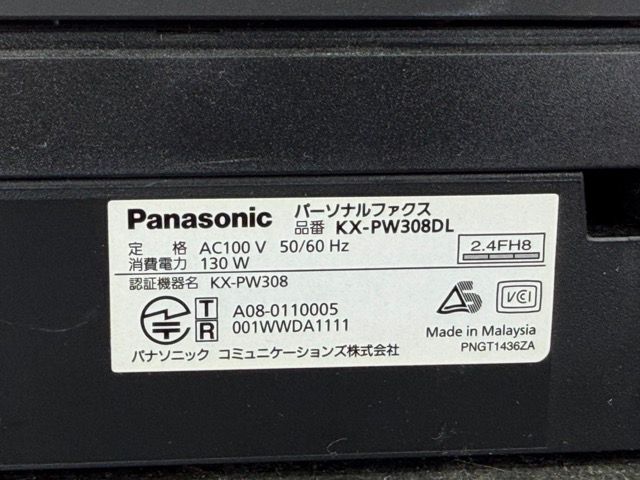 Panasonic パーソナルファクス
品番 KX-PW308DL
定 格 AC100 V 50/60 Hz
消費電力 130 W
2.4FH8
認証機器名 KX-PW308
T A08-0110005
R 001WWDA1111
VCI
Made in Malaysia
パナソニック コミュニケーションズ株式会社
PNGT1436ZA